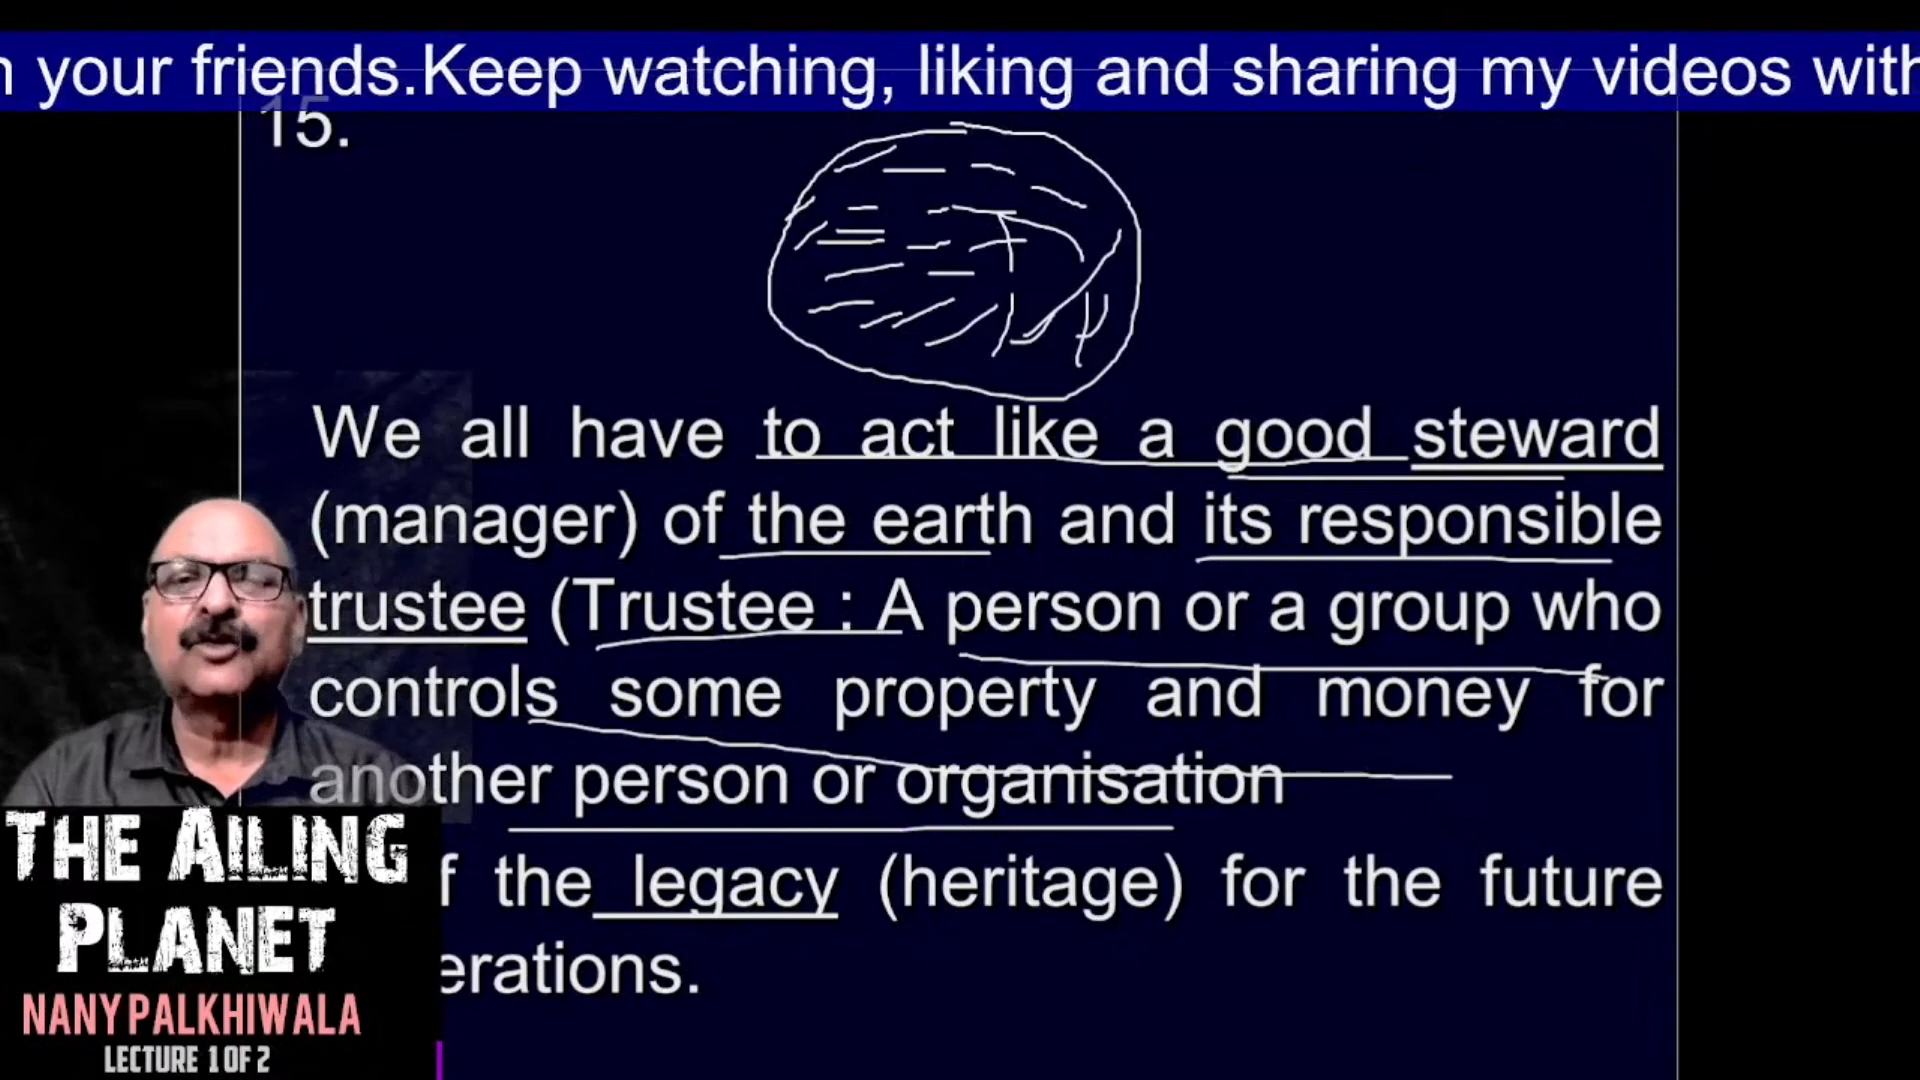 your friends.Keep watching, liking and sharing my videos with
15.
We all have to act like a good steward
(manager) of the earth and its responsible
trustee (Trustee : A person or a group who
controls some property and money for
another person or organisation
f the legacy (heritage) for the future
erations.
THE AILING
PLANET
NANY PALKHIWALA
LECTURE 1 OF 2